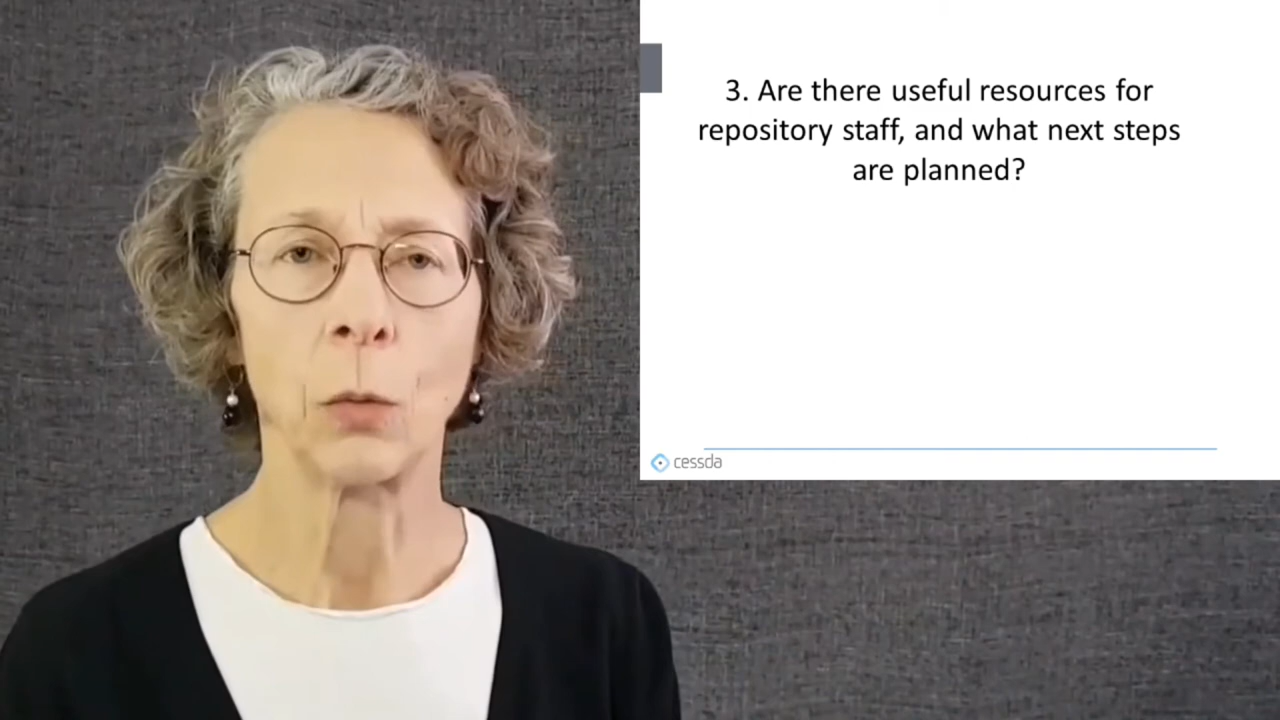 3. Are there useful resources for
repository staff, and what next steps
are planned?
cessda